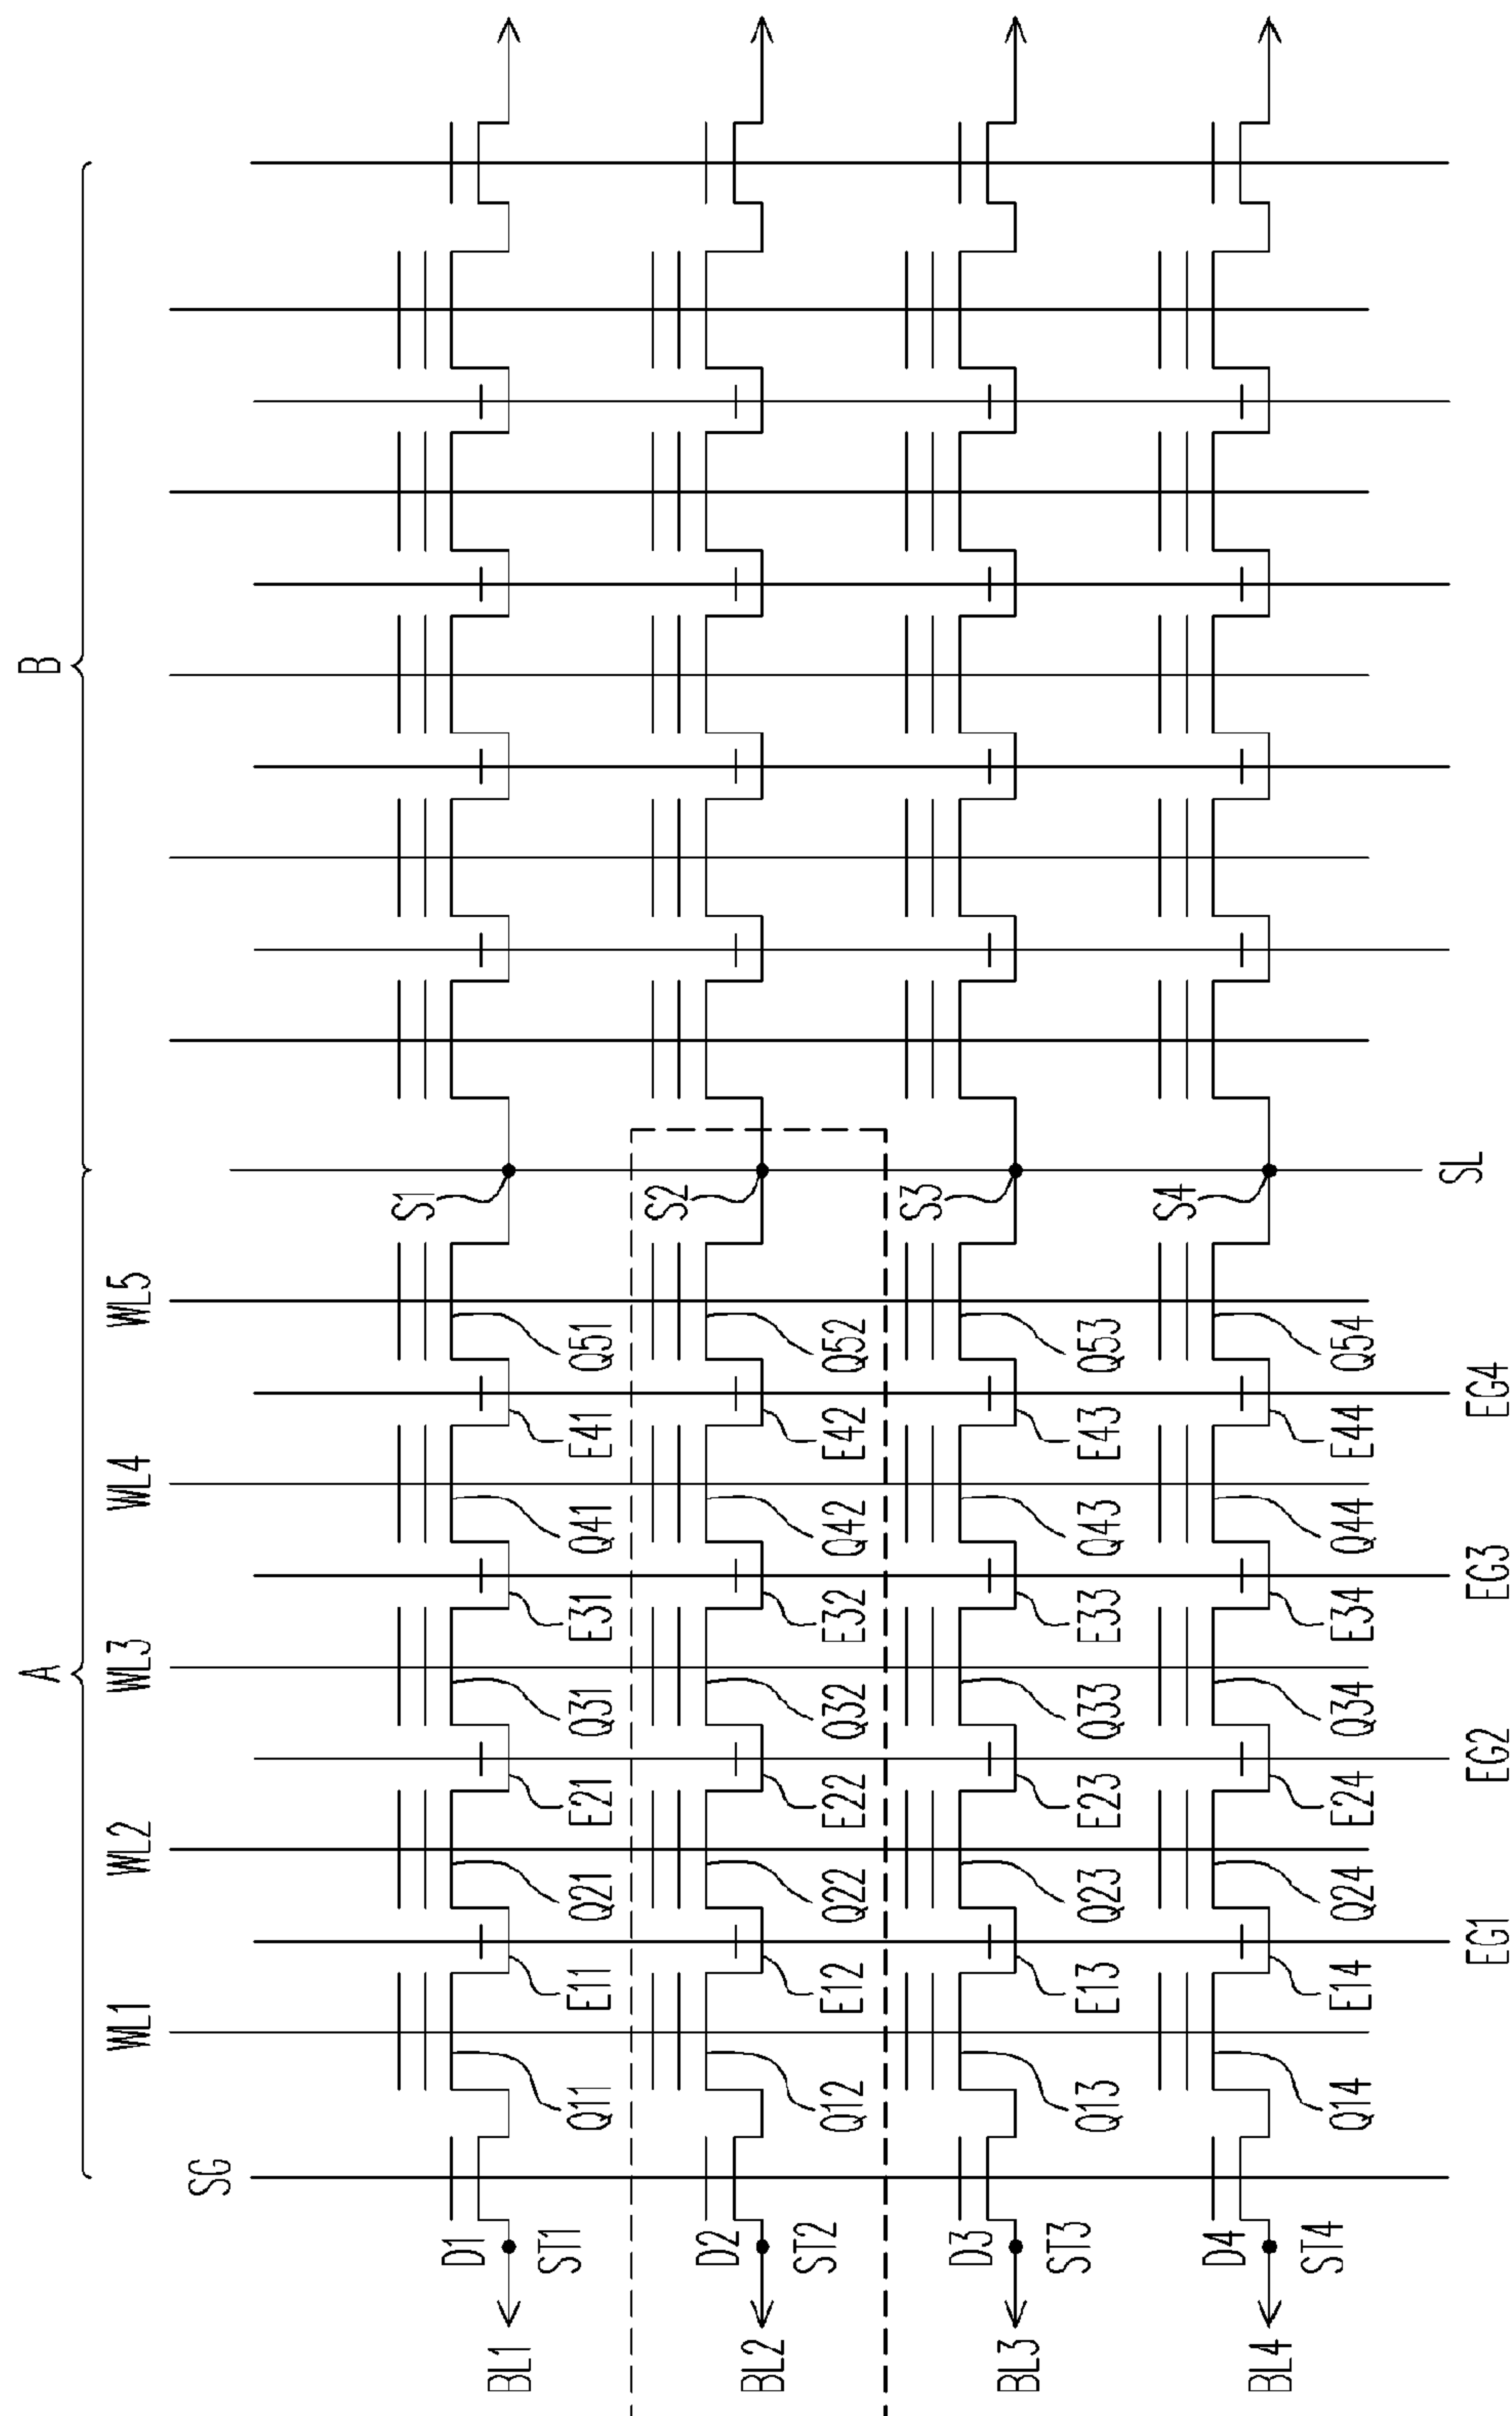 A
B
WL1
WL2
WL3
WL4
WL5
SG
D1
S1
ST1
BL1
Q11
E11
Q21
E21
Q31
E31
Q41
E41
Q51
D2
S2
ST2
BL2
Q12
E12
Q22
E22
Q32
E32
Q42
E42
Q52
D3
S3
ST3
BL3
Q13
E13
Q23
E23
Q33
E33
Q43
E43
Q53
D4
S4
ST4
BL4
Q14
E14
Q24
E24
Q34
E34
Q44
E44
Q54
SL
EG1
EG2
EG3
EG4